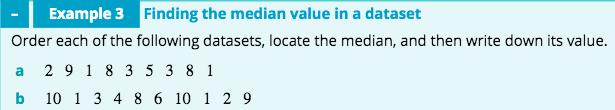 - Example 3 Finding the median value in a dataset
Order each of the following datasets, locate the median, and then write down its value.
a 2 9 1 8 3 5 3 8 1
b 10 1 3 4 8 6 10 1 2 9